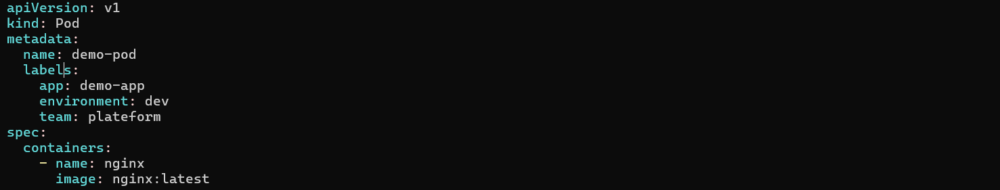 apiVersion: v1
kind: Pod
metadata:
  name: demo-pod
  labels:
    app: demo-app
    environment: dev
    team: plateform
spec:
  containers:
    - name: nginx
      image: nginx:latest